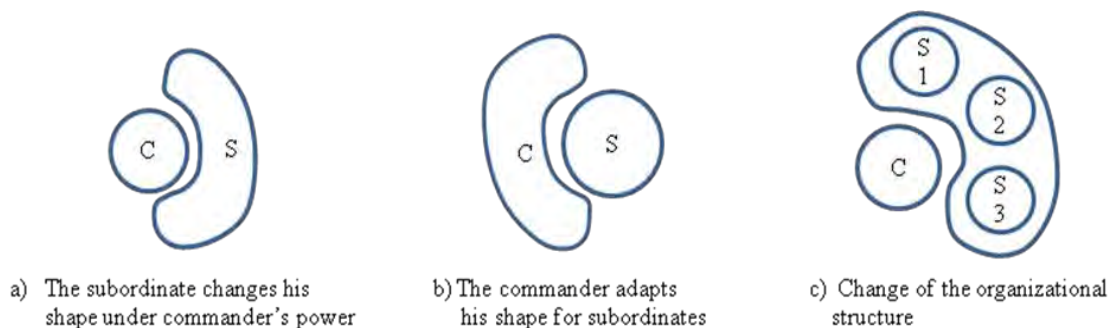 C
S
C
S
S
1
S
2
C
S
3
a) The subordinate changes his
shape under commander's power
b) The commander adapts
his shape for subordinates
c) Change of the organizational
structure